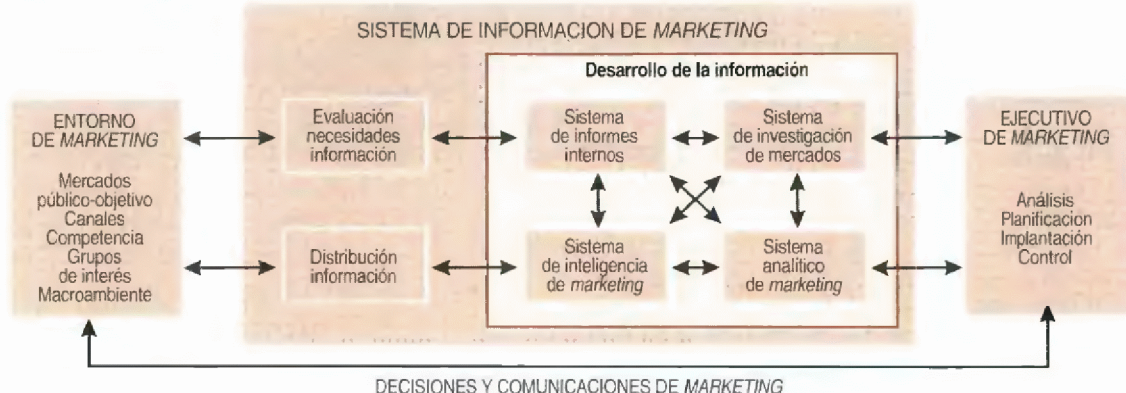 SISTEMA DE INFORMACION DE MARKETING
Desarrollo de la información
ENTORNO
DE MARKETING
Mercados
público-objetivo
Canales
Competencia
Grupos
de interés
Macroambiente
Evaluación
necesidades
información
Distribución
información
Sistema
de informes
internos
Sistema
de investigación
de mercados
Sistema
de inteligencia
de marketing
Sistema
analítico
de marketing
EJECUTIVO
DE MARKETING
Análisis
Planificacion
Implantación
Control
DECISIONES Y COMUNICACIONES DE MARKETING